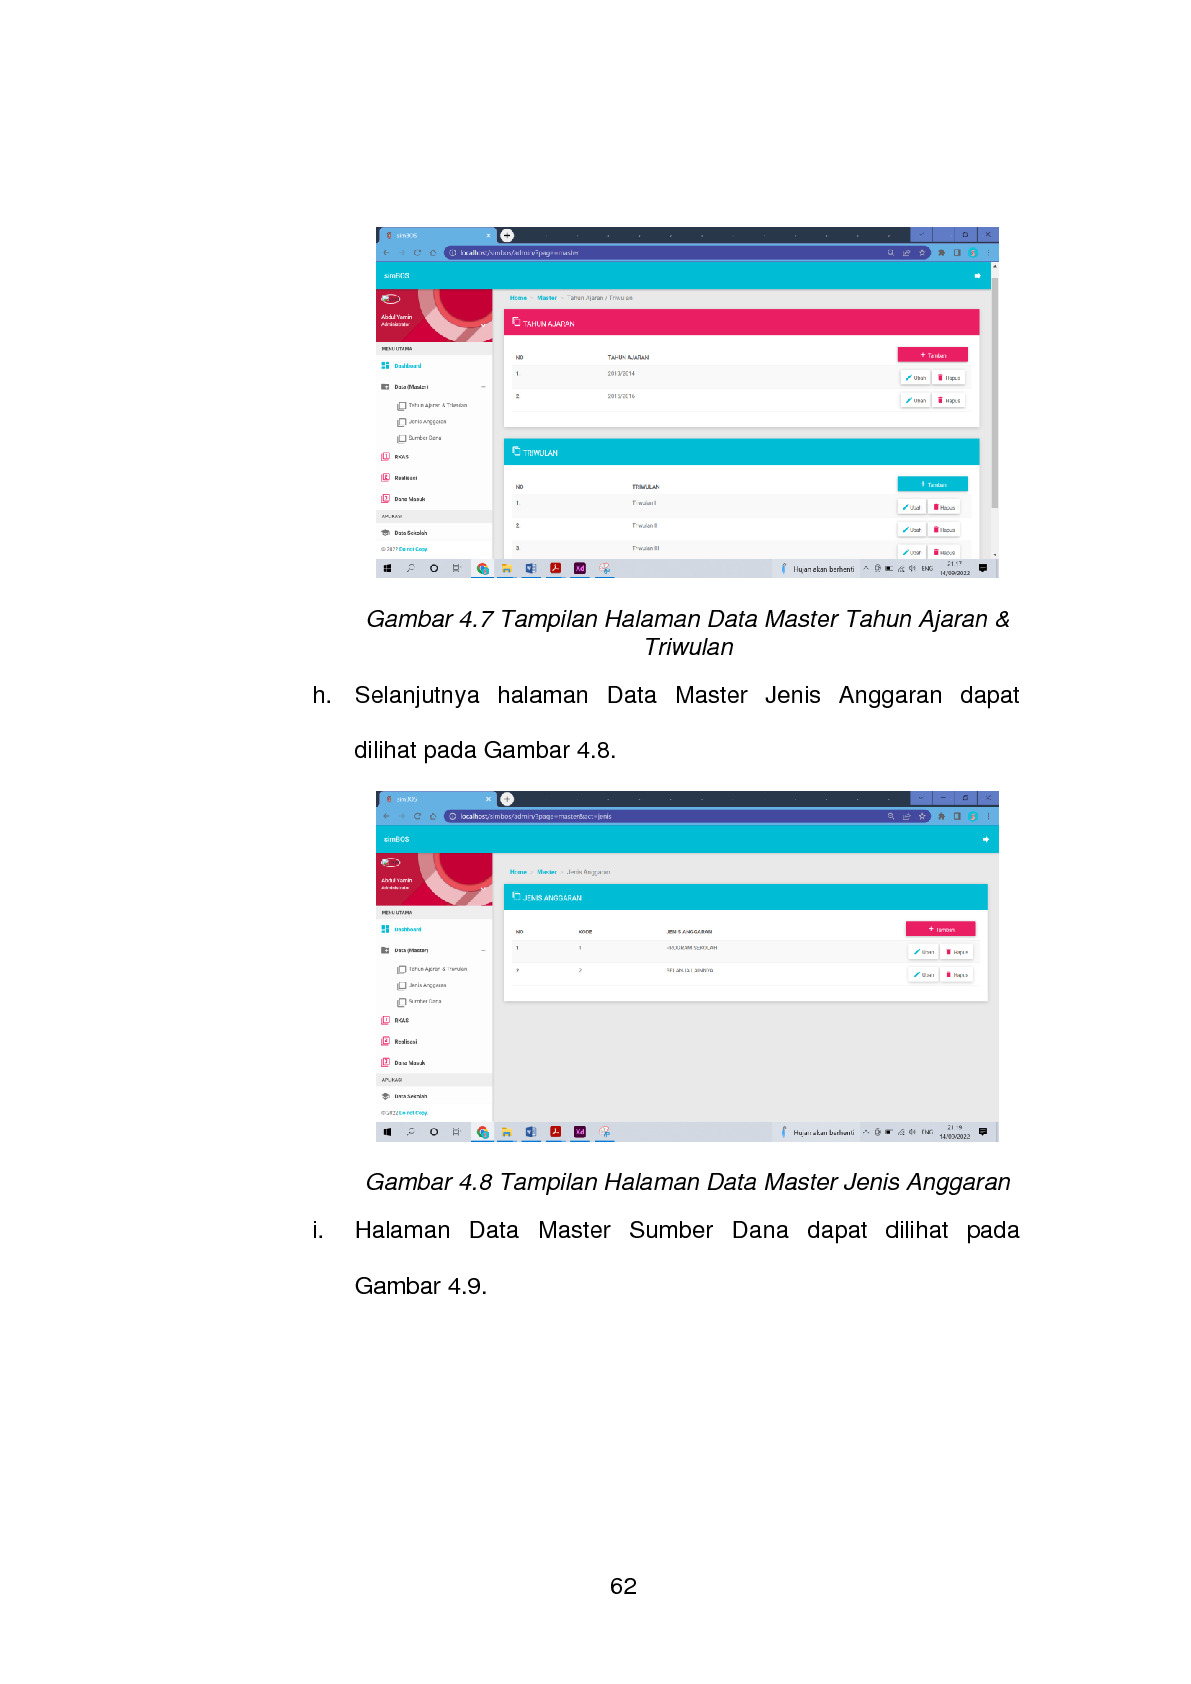 simBOS
localhost/simbos/admin/?page=master
simBOS
Abdul Yamin
Administrator
MENU UTAMA
Dashboard
Data (Master)
Tahun Ajaran & Triwulan
Jenis Anggaran
Sumber Dana
RKAS
Realisasi
Dana Masuk
APLIKASI
Data Sekolah
© 2022
Home > Master > Tahun Ajaran / Triwulan
TAHUN AJARAN
NO TAHUN AJARAN + Tambah
1. 2013/2014 Ubah Hapus
2. 2015/2016 Ubah Hapus
TRIWULAN
NO TRIWULAN + Tambah
1. Triwulan I Ubah Hapus
2. Triwulan II Ubah Hapus
3. Triwulan III Ubah Hapus
Hujan akan berhenti ENG 21:17
14/09/2022
Gambar 4.7 Tampilan Halaman Data Master Tahun Ajaran &
Triwulan
h. Selanjutnya halaman Data Master Jenis Anggaran dapat
dilihat pada Gambar 4.8.
simBOS
localhost/simbos/admin/?page=master&act=jenis
simBOS
Abdul Yamin
Administrator
MENU UTAMA
Dashboard
Data (Master)
Tahun Ajaran & Triwulan
Jenis Anggaran
Sumber Dana
RKAS
Realisasi
Dana Masuk
APLIKASI
Data Sekolah
© 2022
Home > Master > Jenis Anggaran
JENIS ANGGARAN
NO KODE JENIS ANGGARAN + Tambah
1 1 PROGRAM SEKOLAH Ubah Hapus
2 2 BELANJA LAINNYA Ubah Hapus
Hujan akan berhenti ENG 21:19
14/09/2022
Gambar 4.8 Tampilan Halaman Data Master Jenis Anggaran
i. Halaman Data Master Sumber Dana dapat dilihat pada
Gambar 4.9.
62